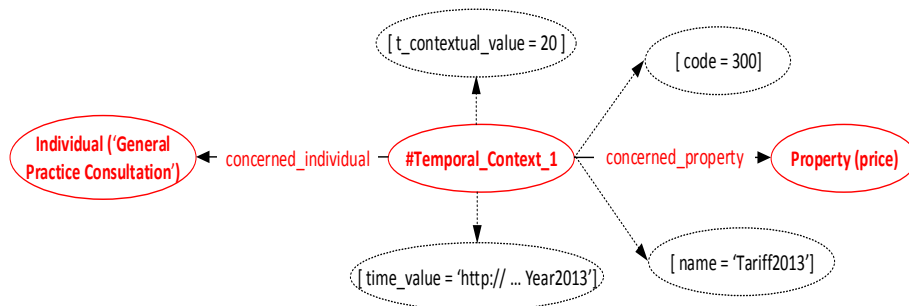 [ t_contextual_value = 20 ]
[ code = 300]
Individual (‘General
Practice Consultation’)
concerned_individual
#Temporal_Context_1
concerned_property
Property (price)
[ time_value = ‘http:// ... Year2013’]
[ name = ‘Tariff2013’]